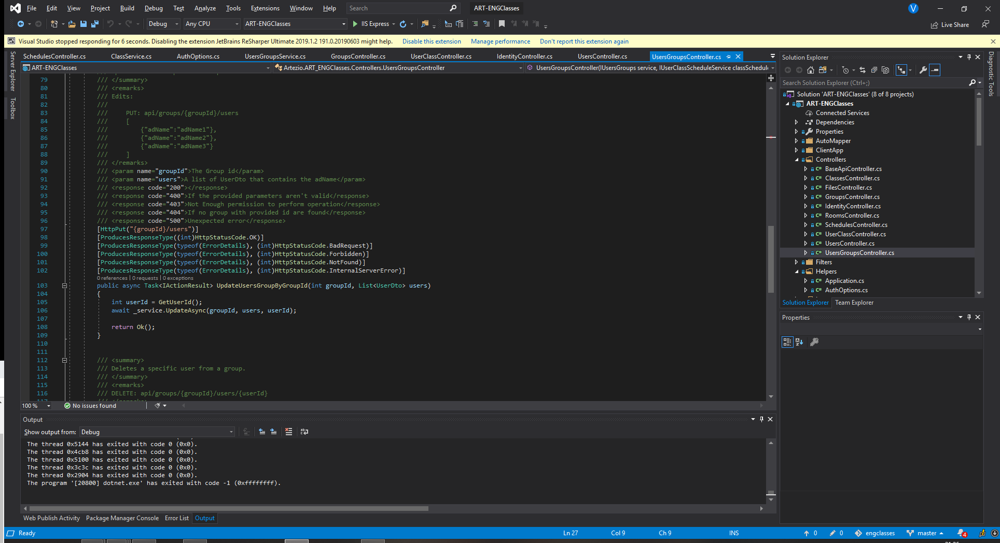 File Edit View Project Build Debug Test Analyze Tools Extensions Window Help Search ART-ENGClasses V
Debug Any CPU ART-ENGClasses IIS Express Live Share
Visual Studio stopped responding for 6 seconds. Disabling the extension JetBrains ReSharper Ultimate 2019.1.2 191.0.20190603 might help. Disable this extension Manage performance Don't report this extension again
Server Explorer
Toolbox
SchedulesController.cs ClassService.cs AuthOptions.cs UsersGroupsService.cs GroupsController.cs UserClassController.cs IdentityController.cs UsersController.cs UsersGroupsController.cs
ART-ENGClasses Artezio.ART_ENGClasses.Controllers.UsersGroupsController UsersGroupsController(IUsersGroups service, IUserClassScheduleService classSchedul
79 /// </summary>
80 /// <remarks>
81 /// Edits:
82 ///
83 /// PUT: api/groups/{groupId}/users
84 /// [
85 /// {"adName":"adName1"},
86 /// {"adName":"adName2"},
87 /// {"adName":"adName3"}
88 /// ]
89 /// </remarks>
90 /// <param name="groupId">The Group id</param>
91 /// <param name="users">A list of UserDto that contains the adName</param>
92 /// <response code="200"></response>
93 /// <response code="400">If the provided parameters aren't valid</response>
94 /// <response code="403">Not Enough permission to perform operation</response>
95 /// <response code="404">If no group with provided id are found</response>
96 /// <response code="500">Unexpected error</response>
97 [HttpPut("{groupId}/users")]
98 [ProducesResponseType((int)HttpStatusCode.OK)]
99 [ProducesResponseType(typeof(ErrorDetails), (int)HttpStatusCode.BadRequest)]
100 [ProducesResponseType(typeof(ErrorDetails), (int)HttpStatusCode.Forbidden)]
101 [ProducesResponseType(typeof(ErrorDetails), (int)HttpStatusCode.NotFound)]
102 [ProducesResponseType(typeof(ErrorDetails), (int)HttpStatusCode.InternalServerError)]
0 references | 0 requests | 0 exceptions
103 public async Task<IActionResult> UpdateUsersGroupByGroupId(int groupId, List<UserDto> users)
104 {
105 int userId = GetUserId();
106 await _service.UpdateAsync(groupId, users, userId);
107
108 return Ok();
109 }
110
111
112 /// <summary>
113 /// Deletes a specific user from a group.
114 /// </summary>
115 /// <remarks>
116 /// DELETE: api/groups/{groupId}/users/{userId}
100 % No issues found
Output
Show output from: Debug
The thread 0x5144 has exited with code 0 (0x0).
The thread 0x4cb8 has exited with code 0 (0x0).
The thread 0x5100 has exited with code 0 (0x0).
The thread 0x3c3c has exited with code 0 (0x0).
The thread 0x2904 has exited with code 0 (0x0).
The program '[20800] dotnet.exe' has exited with code -1 (0xffffffff).
Web Publish Activity Package Manager Console Error List Output
Solution Explorer
Search Solution Explorer (Ctrl+;)
Solution 'ART-ENGClasses' (8 of 8 projects)
ART-ENGClasses
Connected Services
Dependencies
Properties
AutoMapper
ClientApp
Controllers
C# BaseApiController.cs
C# ClassesController.cs
C# FilesController.cs
C# GroupsController.cs
C# IdentityController.cs
C# RoomsController.cs
C# SchedulesController.cs
C# UserClassController.cs
C# UsersController.cs
C# UsersGroupsController.cs
Filters
Helpers
C# Application.cs
C# AuthOptions.cs
Solution Explorer Team Explorer
Properties
Diagnostic Tools
Ready Ln 27 Col 9 Ch 9 INS 0 0 engclasses master 4